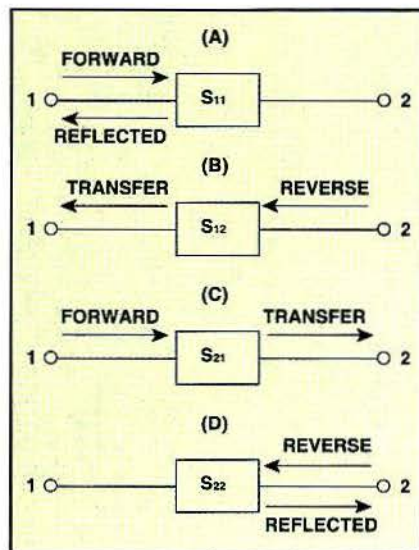 (A)
FORWARD
1 S11 2
REFLECTED
(B)
TRANSFER REVERSE
1 S12 2
(C)
FORWARD TRANSFER
1 S21 2
(D)
REVERSE
1 S22 2
REFLECTED